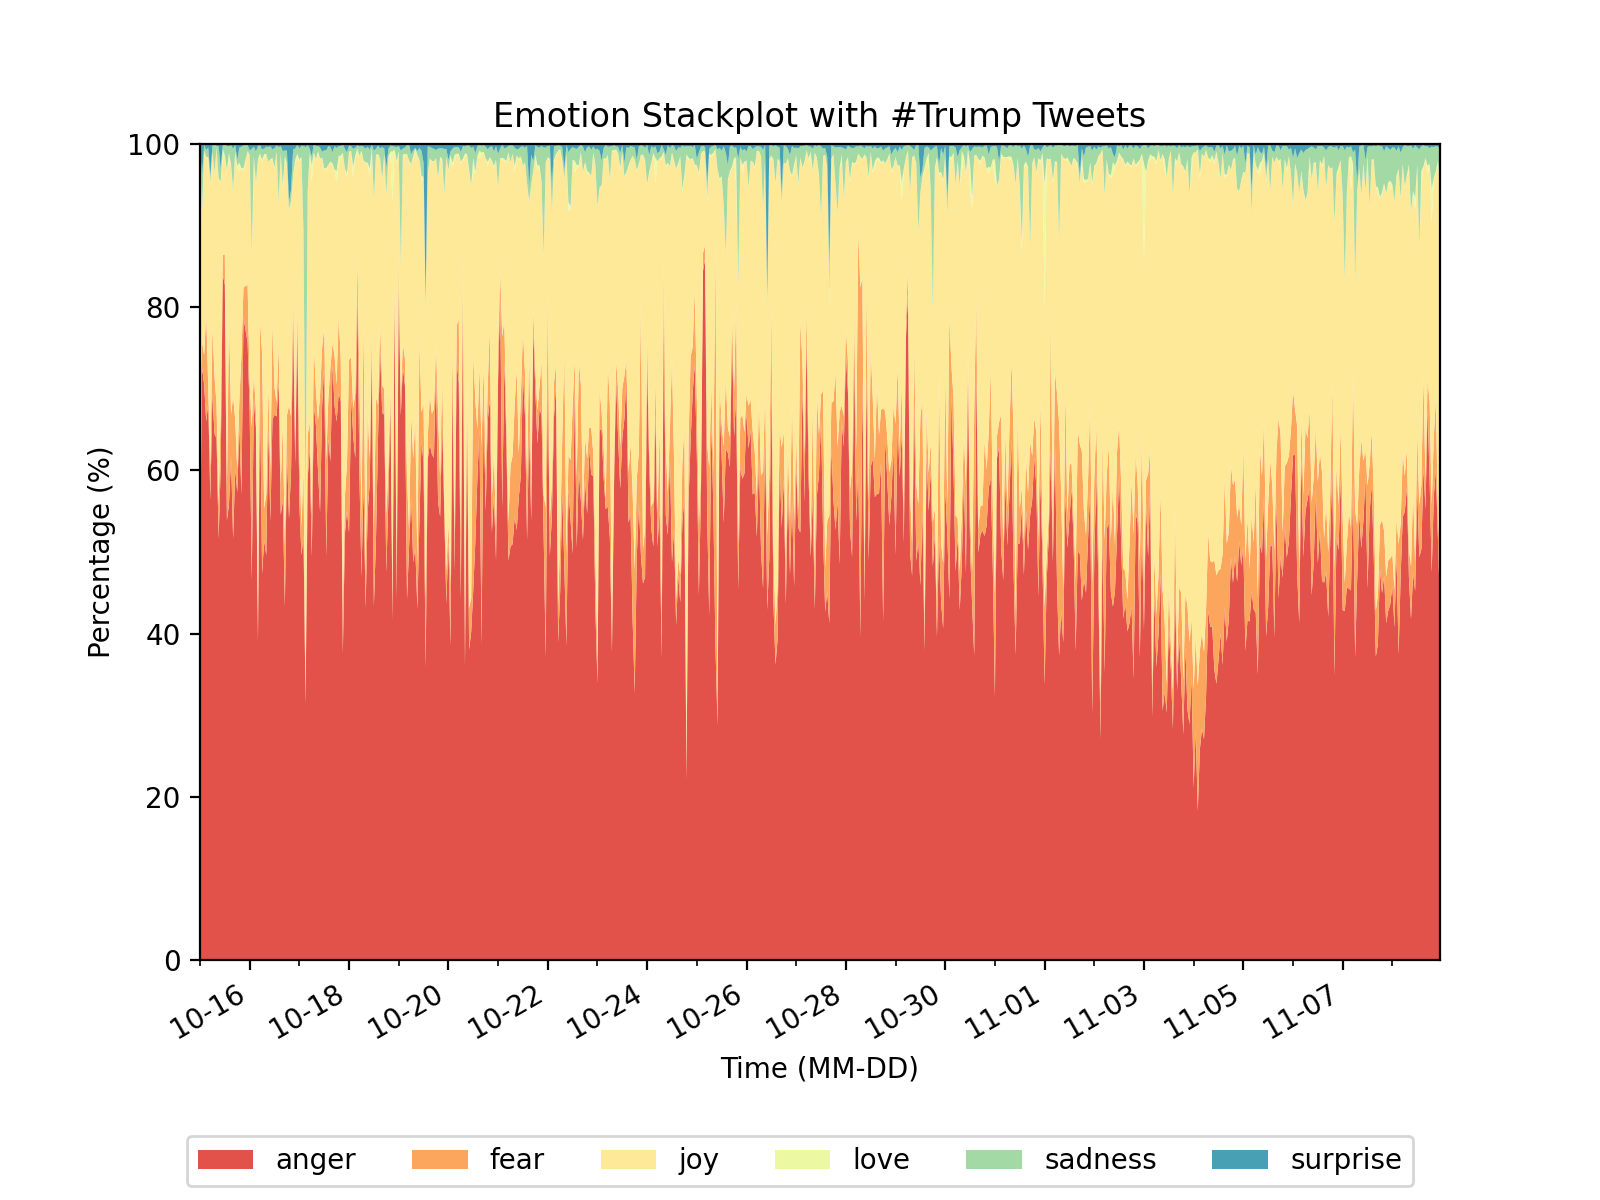 Emotion Stackplot with #Trump Tweets
100
80
60
40
20
0
Percentage (%)
10-16 10-18 10-20 10-22 10-24 10-26 10-28 10-30 11-01 11-03 11-05 11-07
Time (MM-DD)
anger fear joy love sadness surprise